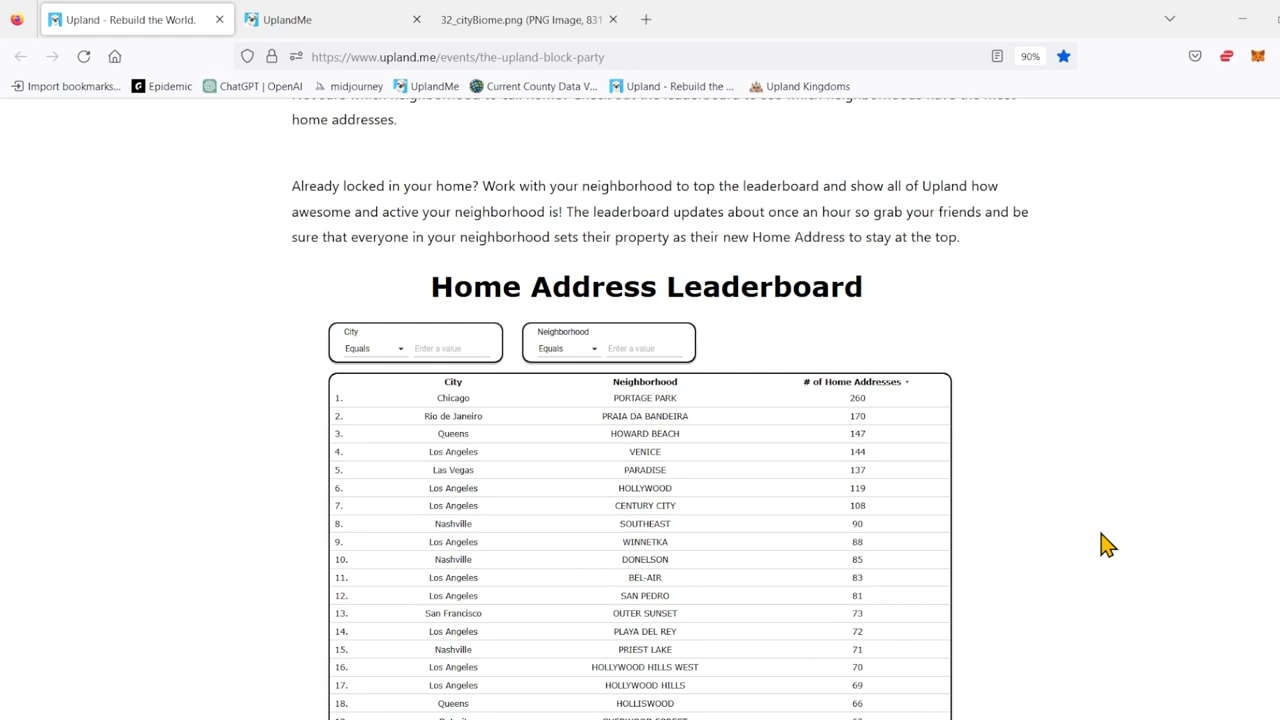 Upland - Rebuild the World.
UplandMe
32_cityBiome.png (PNG Image, 831
https://www.upland.me/events/the-upland-block-party
90%
Import bookmarks...
Epidemic
ChatGPT | OpenAI
midjourney
UplandMe
Current County Data V...
Upland - Rebuild the ...
Upland Kingdoms
home addresses.
Already locked in your home? Work with your neighborhood to top the leaderboard and show all of Upland how
awesome and active your neighborhood is! The leaderboard updates about once an hour so grab your friends and be
sure that everyone in your neighborhood sets their property as their new Home Address to stay at the top.
Home Address Leaderboard
City
Equals Enter a value
Neighborhood
Equals Enter a value
City Neighborhood # of Home Addresses
1. Chicago PORTAGE PARK 260
2. Rio de Janeiro PRAIA DA BANDEIRA 170
3. Queens HOWARD BEACH 147
4. Los Angeles VENICE 144
5. Las Vegas PARADISE 137
6. Los Angeles HOLLYWOOD 119
7. Los Angeles CENTURY CITY 108
8. Nashville SOUTHEAST 90
9. Los Angeles WINNETKA 88
10. Nashville DONELSON 85
11. Los Angeles BEL-AIR 83
12. Los Angeles SAN PEDRO 81
13. San Francisco OUTER SUNSET 73
14. Los Angeles PLAYA DEL REY 72
15. Nashville PRIEST LAKE 71
16. Los Angeles HOLLYWOOD HILLS WEST 70
17. Los Angeles HOLLYWOOD HILLS 69
18. Queens HOLLISWOOD 66